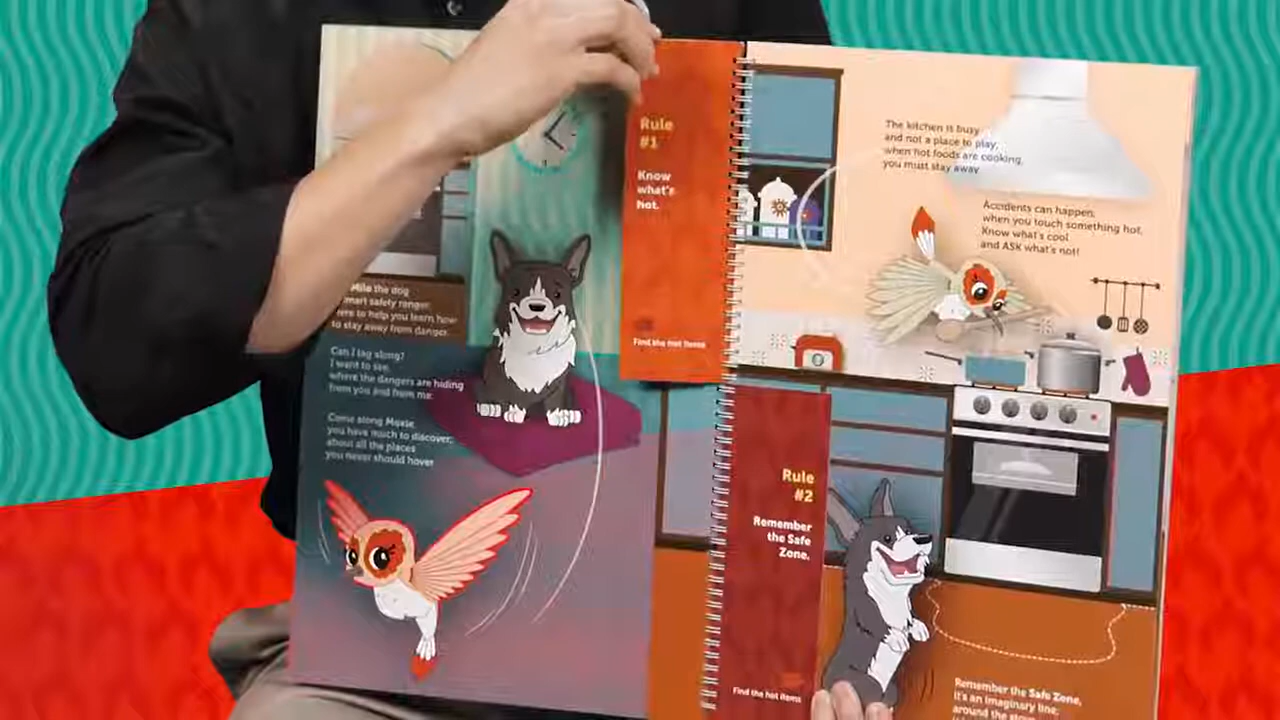 Milo the dog
smart safety ranger
here to help you learn how
to stay away from danger.
Can I tag along?
I want to see,
where the dangers are hiding
from you and from me.
Come along Moxie
you have much to discover,
about all the places
you never should hover
Rule
#1
Know
what's
hot.
Find the hot items
The kitchen is busy
and not a place to play,
when hot foods are cooking,
you must stay away
Accidents can happen,
when you touch something hot.
Know what's cool
and ASK what's not!
Rule
#2
Remember
the Safe
Zone.
Find the hot items
Remember the Safe Zone,
it's an imaginary line,
around the stove